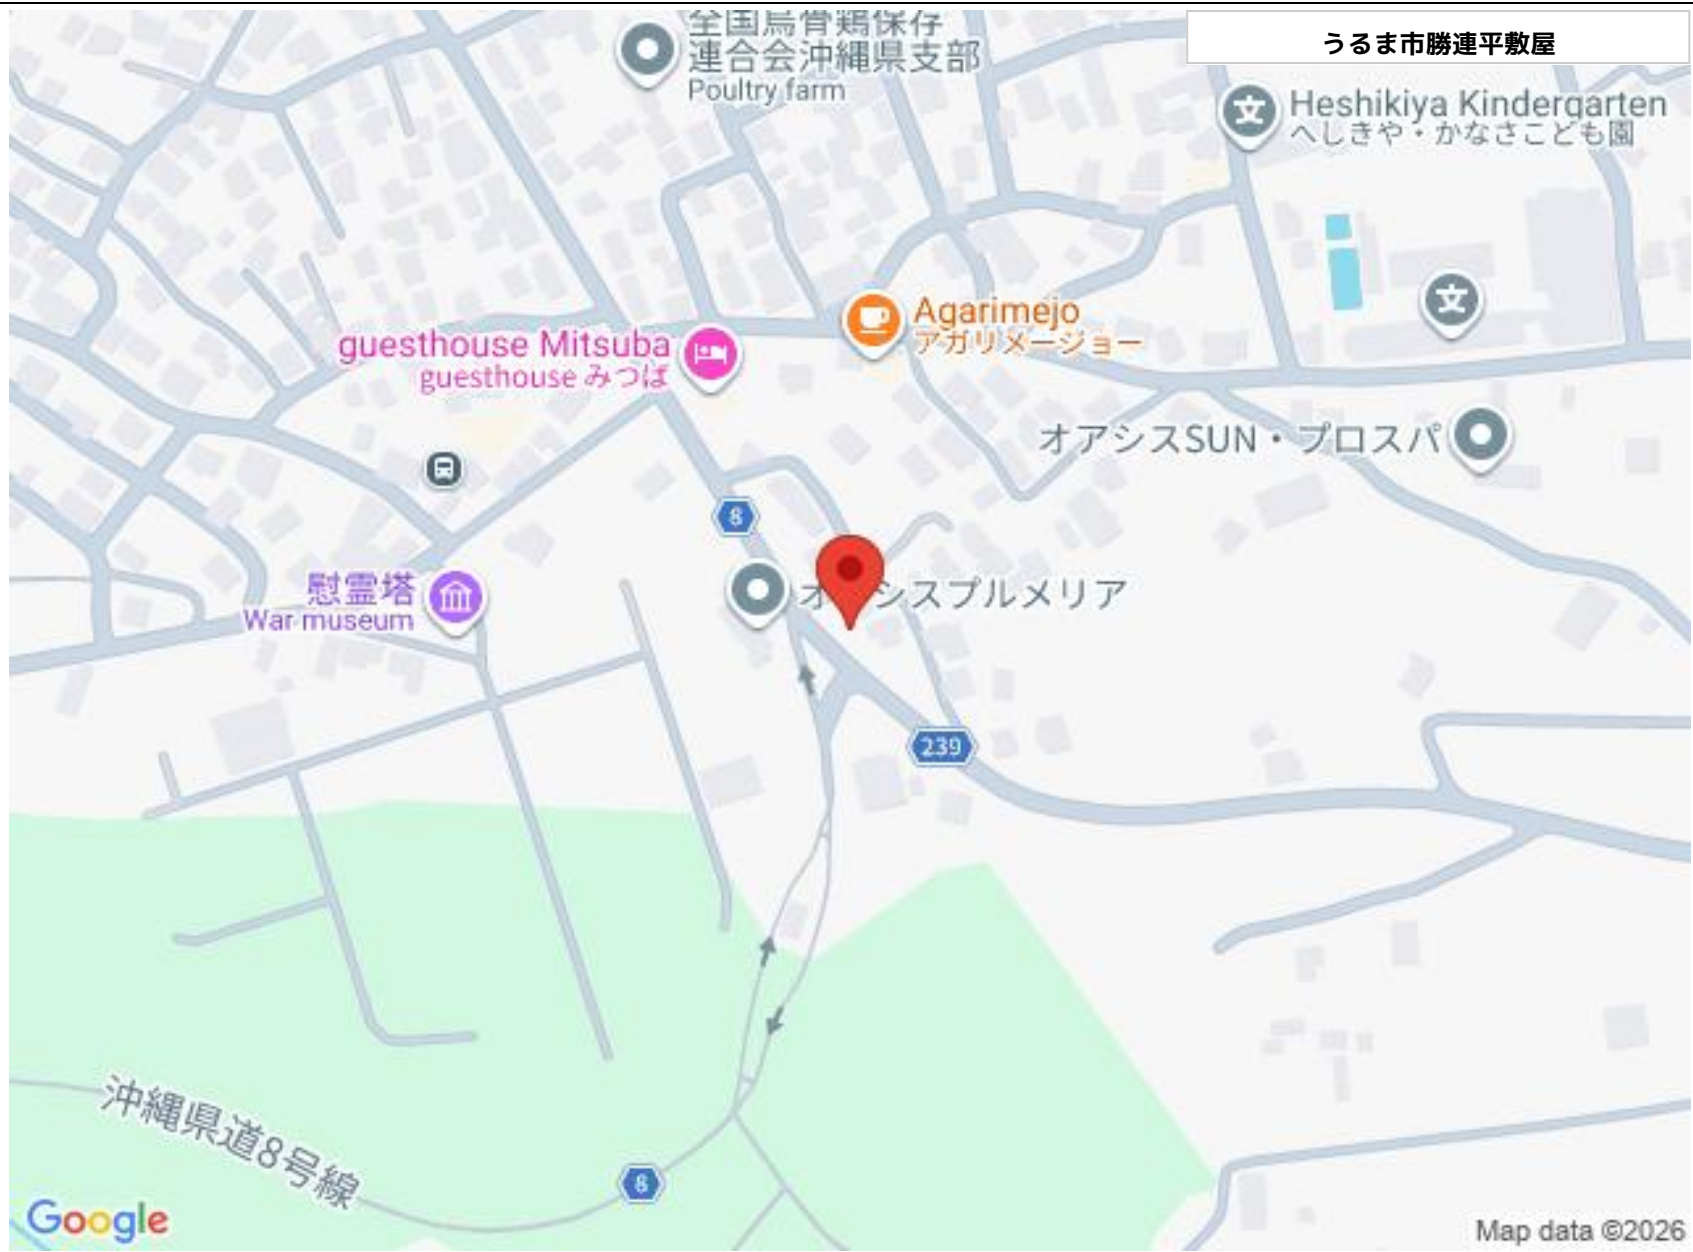 全国烏骨鶏保存
連合会沖縄県支部
Poultry farm
うるま市勝連平敷屋
Heshikiya Kindergarten
へしきや・かなさこども園
文
文
Agarimejo
アガリメージョー
guesthouse Mitsuba
guesthouse みつば
オアシスSUN・プロスパ
8
慰霊塔
War museum
オ シスプルメリア
239
沖縄県道8号線
8
Google
Map data ©2026